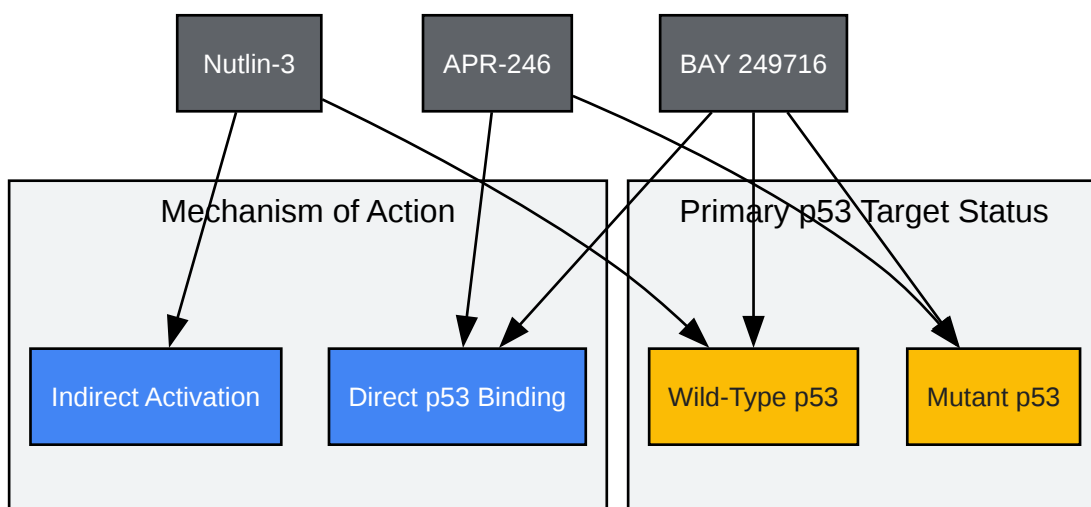 Nutlin-3
APR-246
BAY 249716
Mechanism of Action
Primary p53 Target Status
Indirect Activation
Direct p53 Binding
Wild-Type p53
Mutant p53